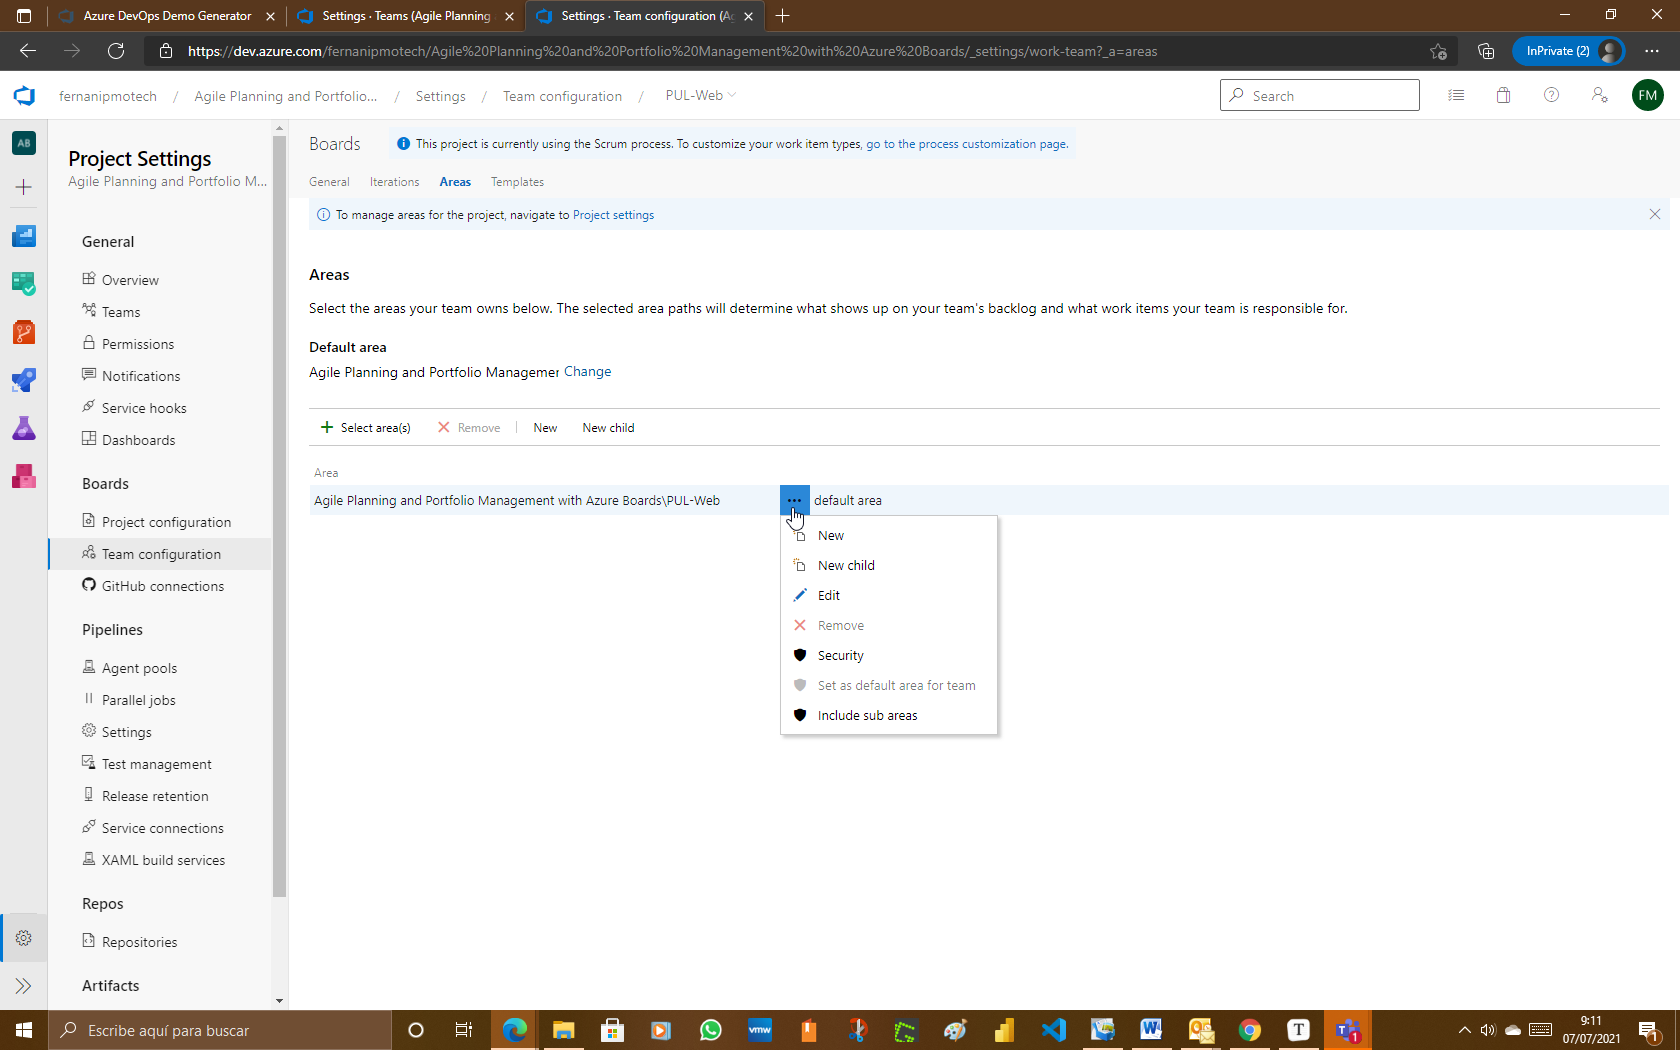 Azure DevOps Demo Generator
Settings · Teams (Agile Planning
Settings · Team configuration (Ag
https://dev.azure.com/fernanipmotech/Agile%20Planning%20and%20Portfolio%20Management%20with%20Azure%20Boards/_settings/work-team?_a=areas
InPrivate (2)
fernanipmotech / Agile Planning and Portfolio... / Settings / Team configuration / PUL-Web
Search
FM
AB
Project Settings
Agile Planning and Portfolio M...
General
Overview
Teams
Permissions
Notifications
Service hooks
Dashboards
Boards
Project configuration
Team configuration
GitHub connections
Pipelines
Agent pools
Parallel jobs
Settings
Test management
Release retention
Service connections
XAML build services
Repos
Repositories
Artifacts
Boards
This project is currently using the Scrum process. To customize your work item types, go to the process customization page.
General Iterations Areas Templates
To manage areas for the project, navigate to Project settings
Areas
Select the areas your team owns below. The selected area paths will determine what shows up on your team's backlog and what work items your team is responsible for.
Default area
Agile Planning and Portfolio Managemer Change
Select area(s) Remove New New child
Area
Agile Planning and Portfolio Management with Azure Boards\PUL-Web ... default area
New
New child
Edit
Remove
Security
Set as default area for team
Include sub areas
Escribe aquí para buscar
vmw
T
1
9:11
07/07/2021
1